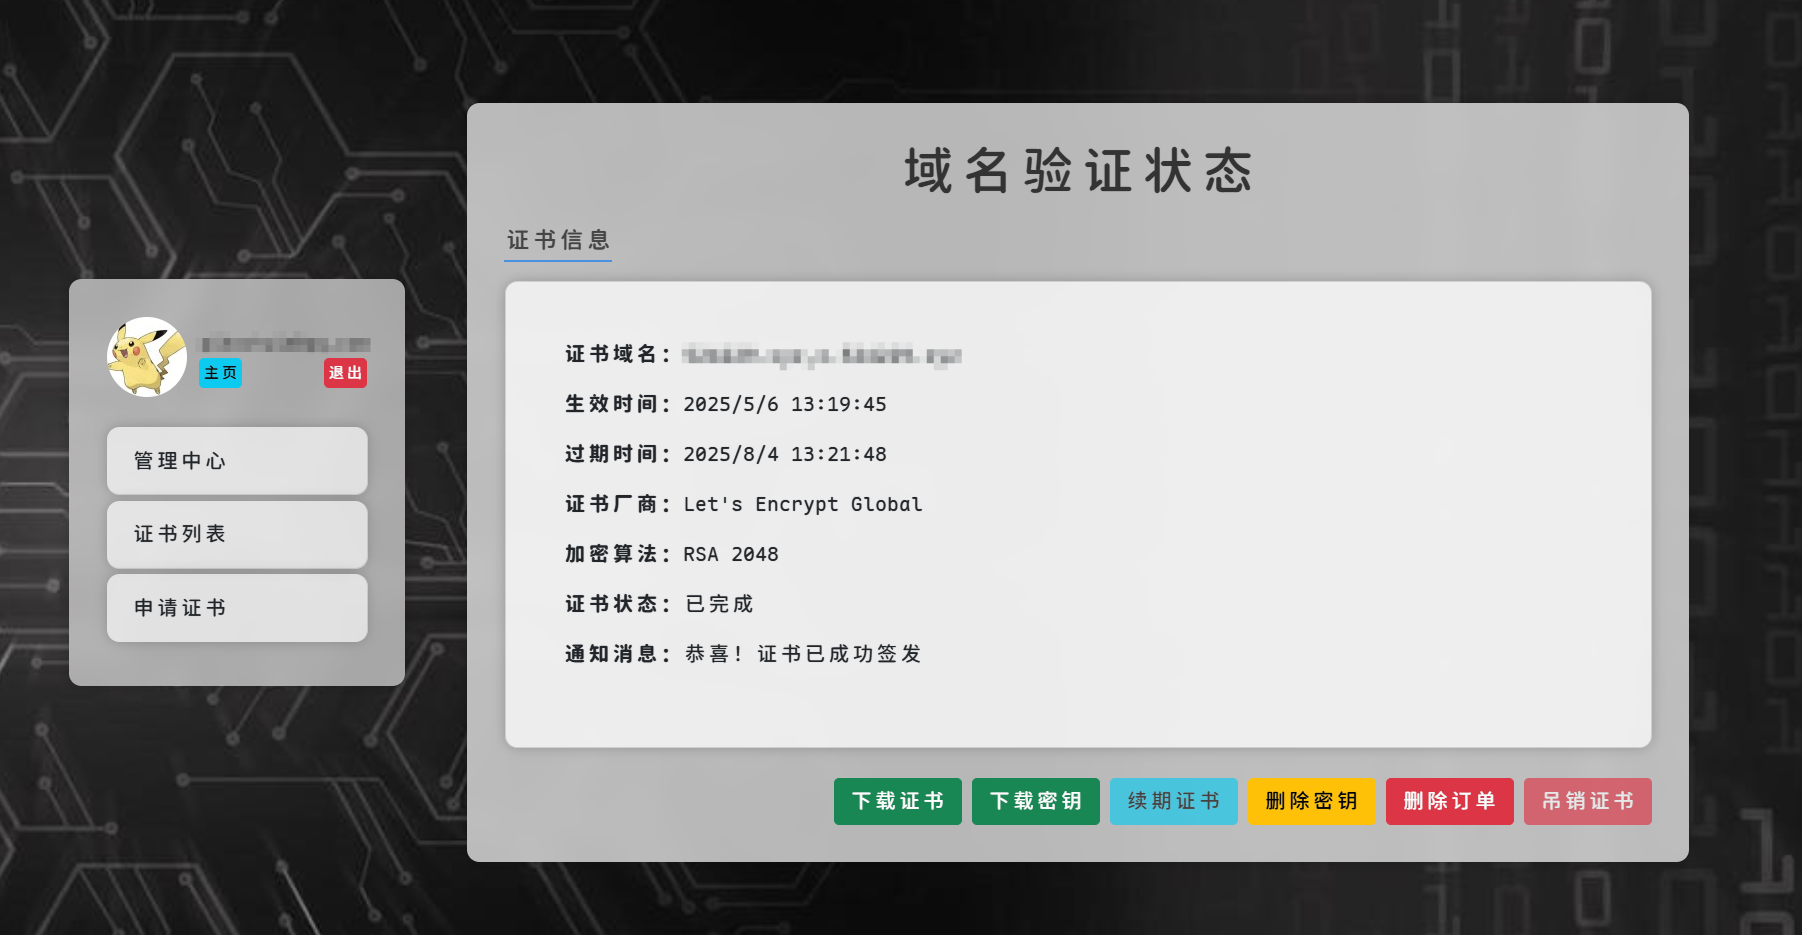 主页
退出
管理中心
证书列表
申请证书
域名验证状态
证书信息
证书域名：
生效时间：2025/5/6 13:19:45
过期时间：2025/8/4 13:21:48
证书厂商：Let's Encrypt Global
加密算法：RSA 2048
证书状态：已完成
通知消息：恭喜！证书已成功签发
下载证书
下载密钥
续期证书
删除密钥
删除订单
吊销证书